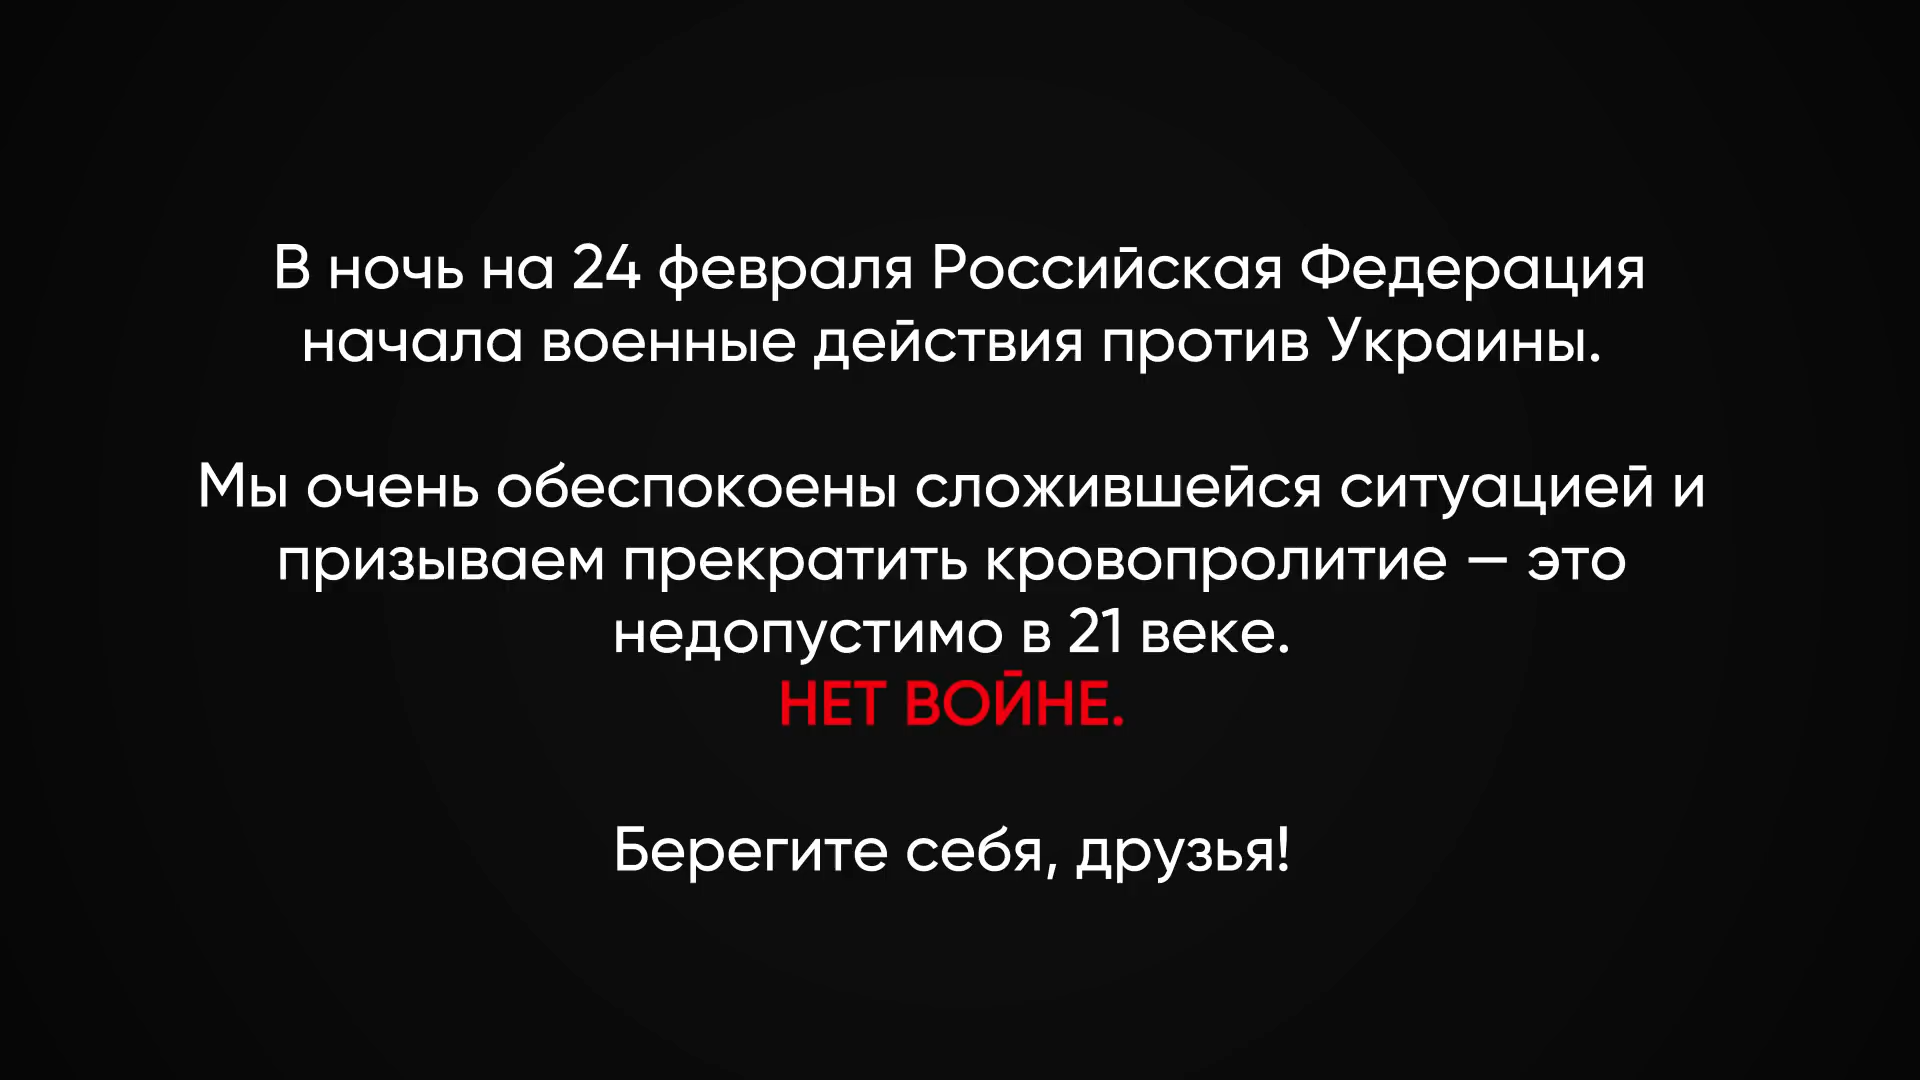 В ночь на 24 февраля Российская Федерация
начала военные действия против Украины.
Мы очень обеспокоены сложившейся ситуацией и
призываем прекратить кровопролитие — это
недопустимо в 21 веке.
НЕТ ВОЙНЕ.
Берегите себя, друзья!